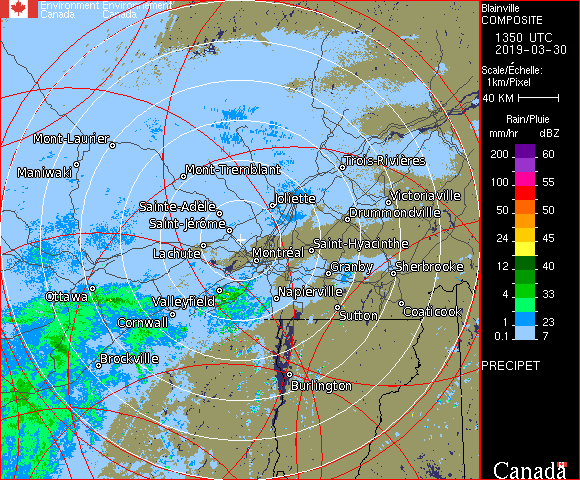 Environment Environnement
Canada Canada
Mont-Laurier
Maniwaki
Mont-Tremblant
Trois-Rivières
Sainte-Adèle
Joliette
Victoriaville
Saint-Jérôme
Drummondville
Lachute
Montréal
Saint-Hyacinthe
Granby
Sherbrooke
Ottawa
Valleyfield
Napierville
Cornwall
Sutton
Coaticook
Brockville
Burlington
Blainville
COMPOSITE
1350 UTC
2019-03-30
Scale/Échelle:
1km/Pixel
40 KM
Rain/Pluie
mm/hr dBZ
200 60
100 55
50 50
24 45
12 40
4 33
1 23
0.1 7
PRECIPET
Canada